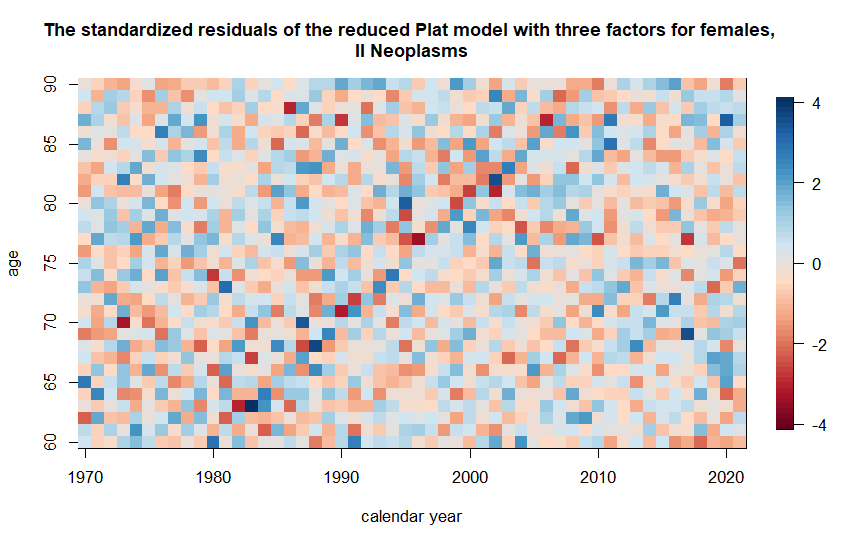 The standardized residuals of the reduced Plat model with three factors for females,
II Neoplasms
90
85
80
75
70
65
60
age
1970 1980 1990 2000 2010 2020
calendar year
4
2
0
-2
-4